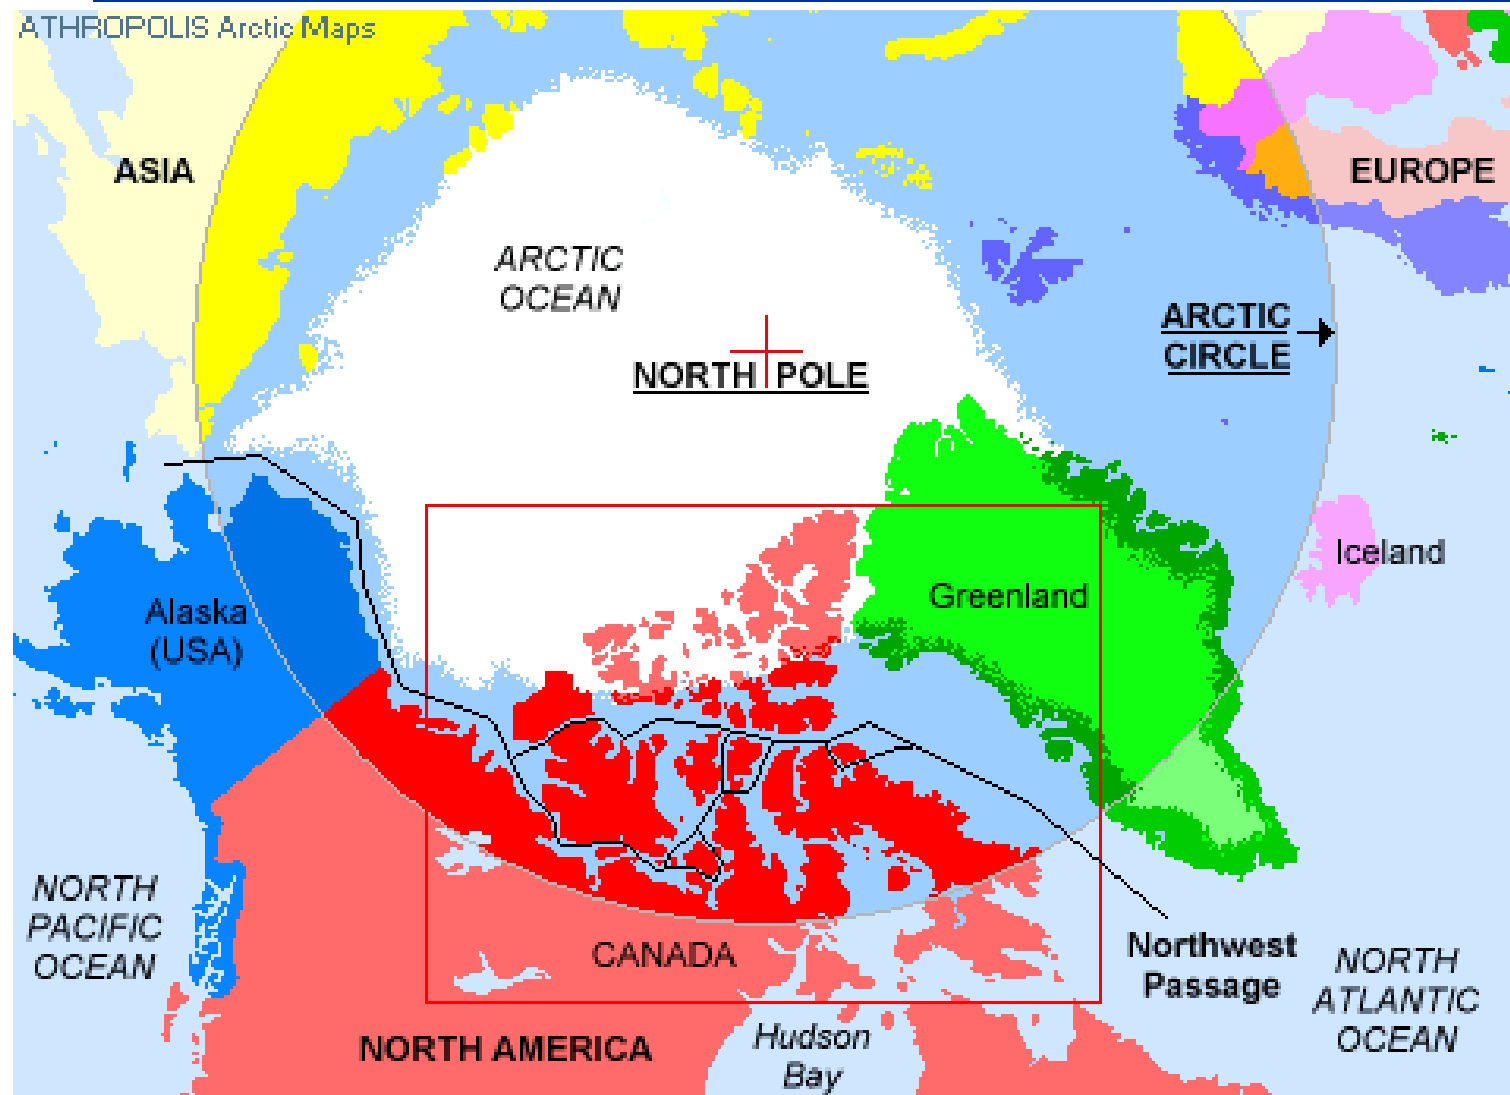 ATHROPOLIS Arctic Maps
ASIA
EUROPE
ARCTIC
OCEAN
ARCTIC
CIRCLE
NORTH POLE
Iceland
Greenland
Alaska
(USA)
NORTH
PACIFIC
OCEAN
CANADA
Northwest
Passage
NORTH
ATLANTIC
OCEAN
NORTH AMERICA
Hudson
Bay